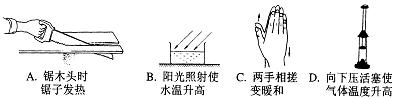 A. 锯木头时
锯子发热
B. 阳光照射使
水温升高
C. 两手相搓
变暖和
D. 向下压活塞使
气体温度升高